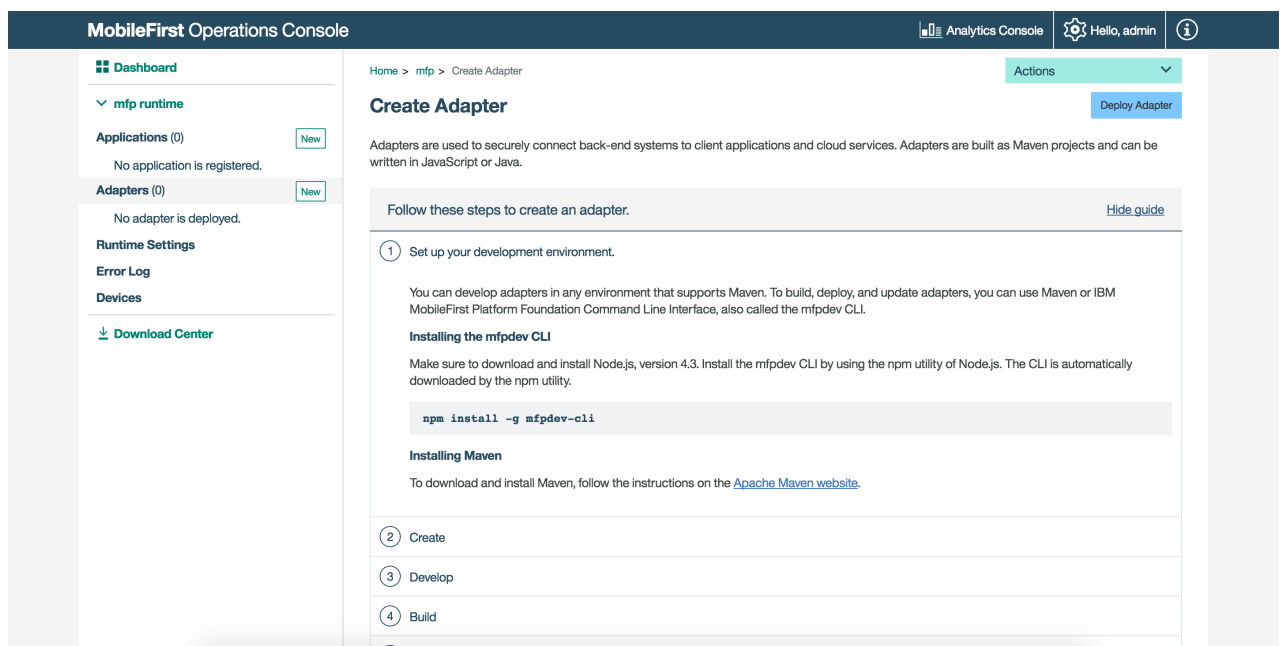 MobileFirst Operations Console
Analytics Console
Hello, admin
Dashboard
mfp runtime
Applications (0)
New
No application is registered.
Adapters (0)
New
No adapter is deployed.
Runtime Settings
Error Log
Devices
Download Center
Home > mfp > Create Adapter
Actions
Create Adapter
Deploy Adapter
Adapters are used to securely connect back-end systems to client applications and cloud services. Adapters are built as Maven projects and can be
written in JavaScript or Java.
Follow these steps to create an adapter.
Hide guide
1 Set up your development environment.
You can develop adapters in any environment that supports Maven. To build, deploy, and update adapters, you can use Maven or IBM
MobileFirst Platform Foundation Command Line Interface, also called the mfpdev CLI.
Installing the mfpdev CLI
Make sure to download and install Node.js, version 4.3. Install the mfpdev CLI by using the npm utility of Node.js. The CLI is automatically
downloaded by the npm utility.
npm install -g mfpdev-cli
Installing Maven
To download and install Maven, follow the instructions on the Apache Maven website.
2 Create
3 Develop
4 Build